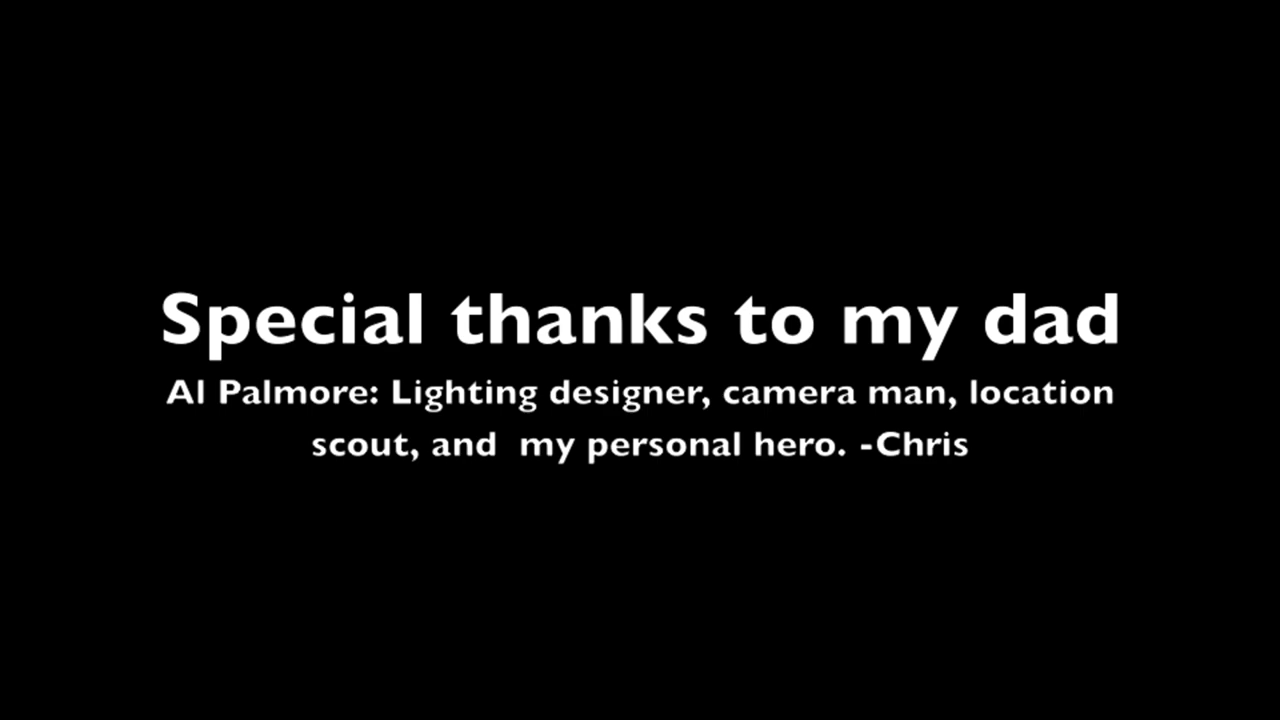 Special thanks to my dad
Al Palmore: Lighting designer, camera man, location
scout, and  my personal hero. -Chris